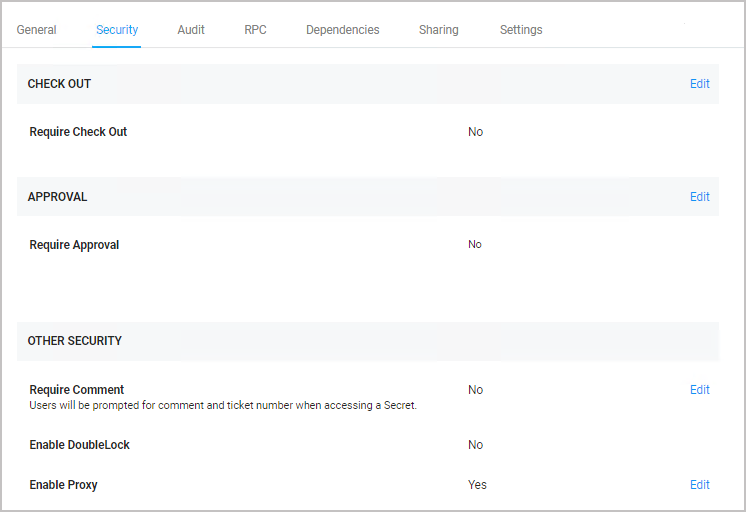 General Security Audit RPC Dependencies Sharing Settings
CHECK OUT Edit
Require Check Out No
APPROVAL Edit
Require Approval No
OTHER SECURITY
Require Comment No Edit
Users will be prompted for comment and ticket number when accessing a Secret.
Enable DoubleLock No
Enable Proxy Yes Edit